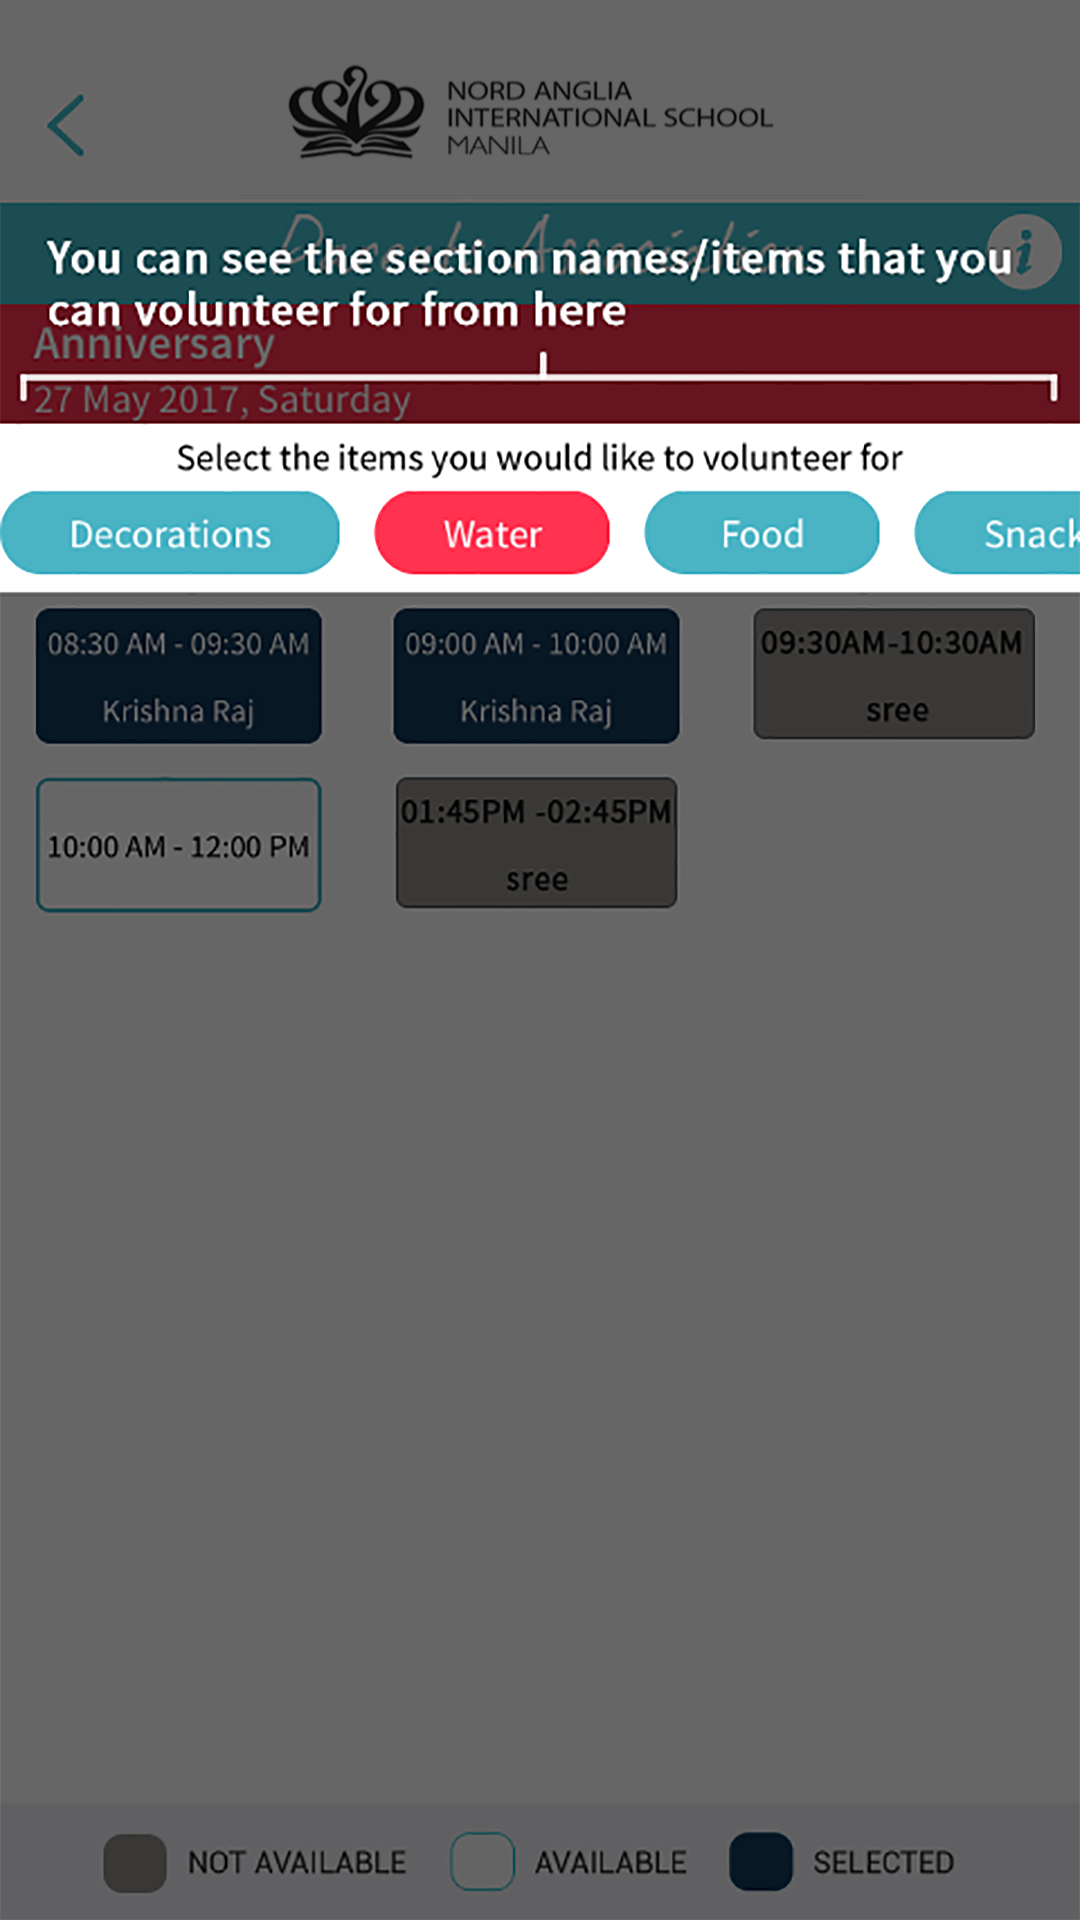 NORD ANGLIA
INTERNATIONAL SCHOOL
MANILA
Parent Association
i
You can see the section names/items that you
can volunteer for from here
Anniversary
27 May 2017, Saturday
Select the items you would like to volunteer for
Decorations
Water
Food
Snack
08:30 AM - 09:30 AM
09:00 AM - 10:00 AM
09:30AM-10:30AM
Krishna Raj
Krishna Raj
sree
10:00 AM - 12:00 PM
01:45PM -02:45PM
sree
NOT AVAILABLE
AVAILABLE
SELECTED